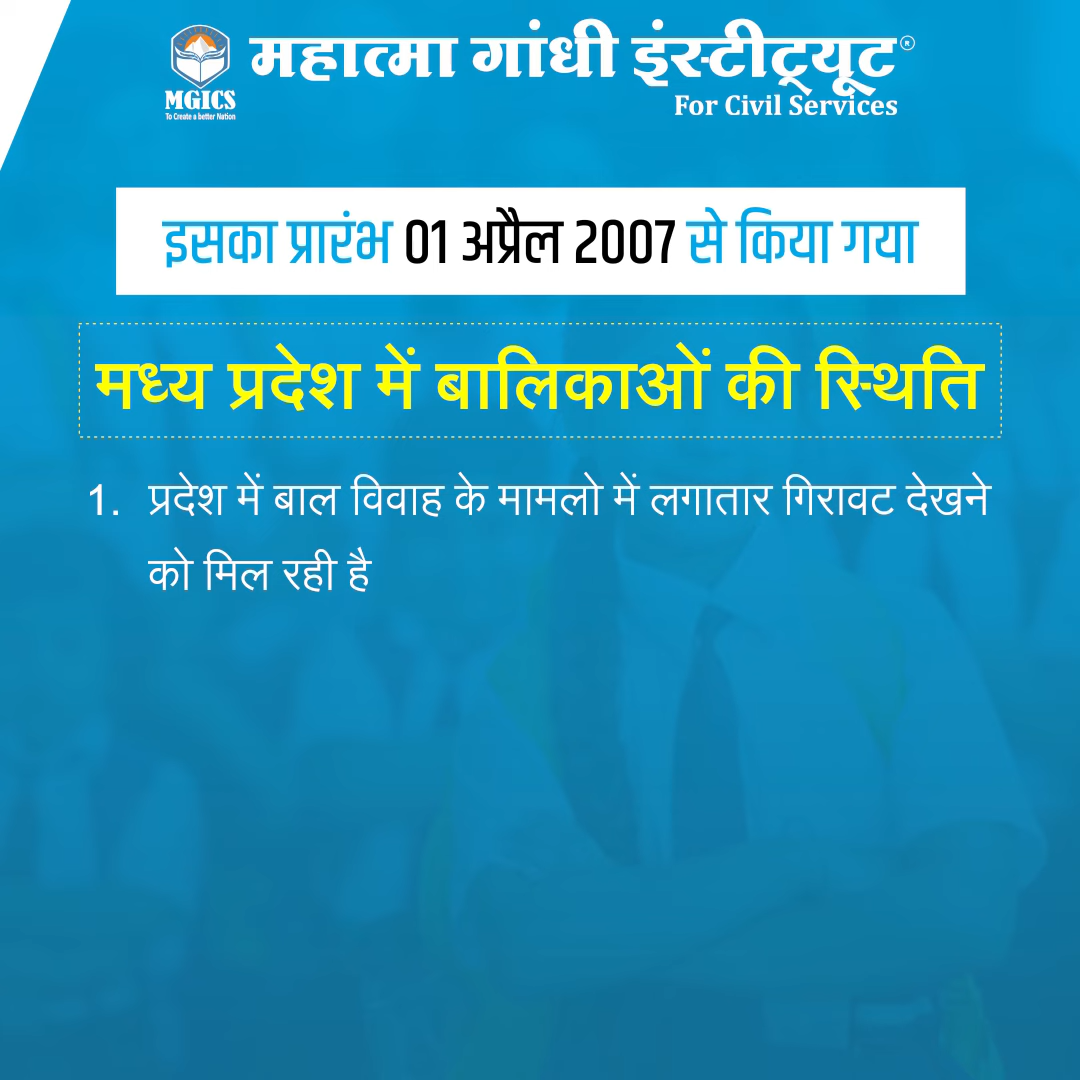 महात्मा गांधी इंस्टीट्रयूट®
MGICS
To Create a better Nation
For Civil Services
इसका प्रारंभ 01 अप्रैल 2007 से किया गया
मध्य प्रदेश में बालिकाओं की स्थिति
1. प्रदेश में बाल विवाह के मामलो में लगातार गिरावट देखने
को मिल रही है